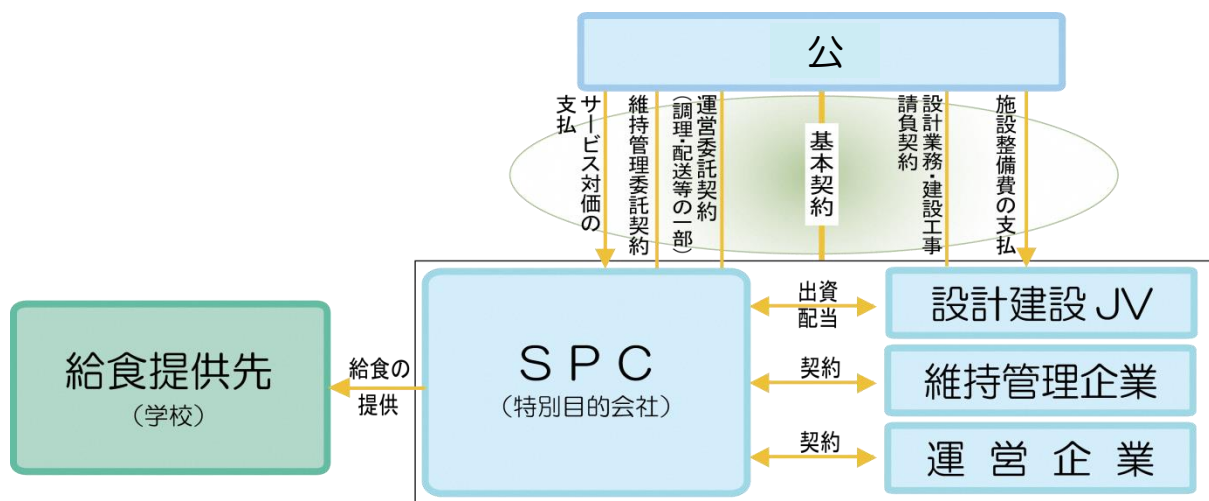 公
サービス対価の
支払
維持管理委託契約
運営委託契約
（調理・配送等の一部）
基本契約
設計業務・建設工事
請負契約
施設整備費の支払
給食提供先
（学校）
給食の
提供
ＳＰＣ
（特別目的会社）
出資
配当
契約
契約
設計建設 JV
維持管理企業
運営企業